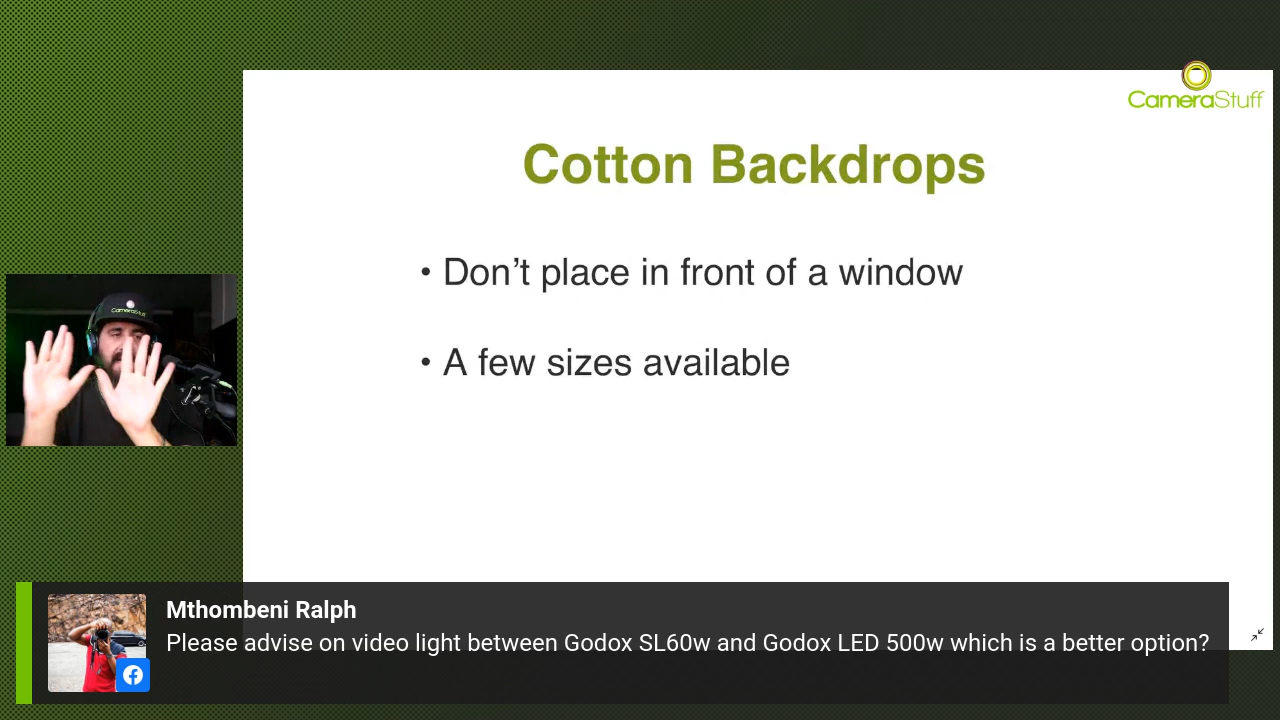 CameraStuff
Cotton Backdrops
• Don’t place in front of a window
• A few sizes available
CameraStuff
Mthombeni Ralph
Please advise on video light between Godox SL60w and Godox LED 500w which is a better option?